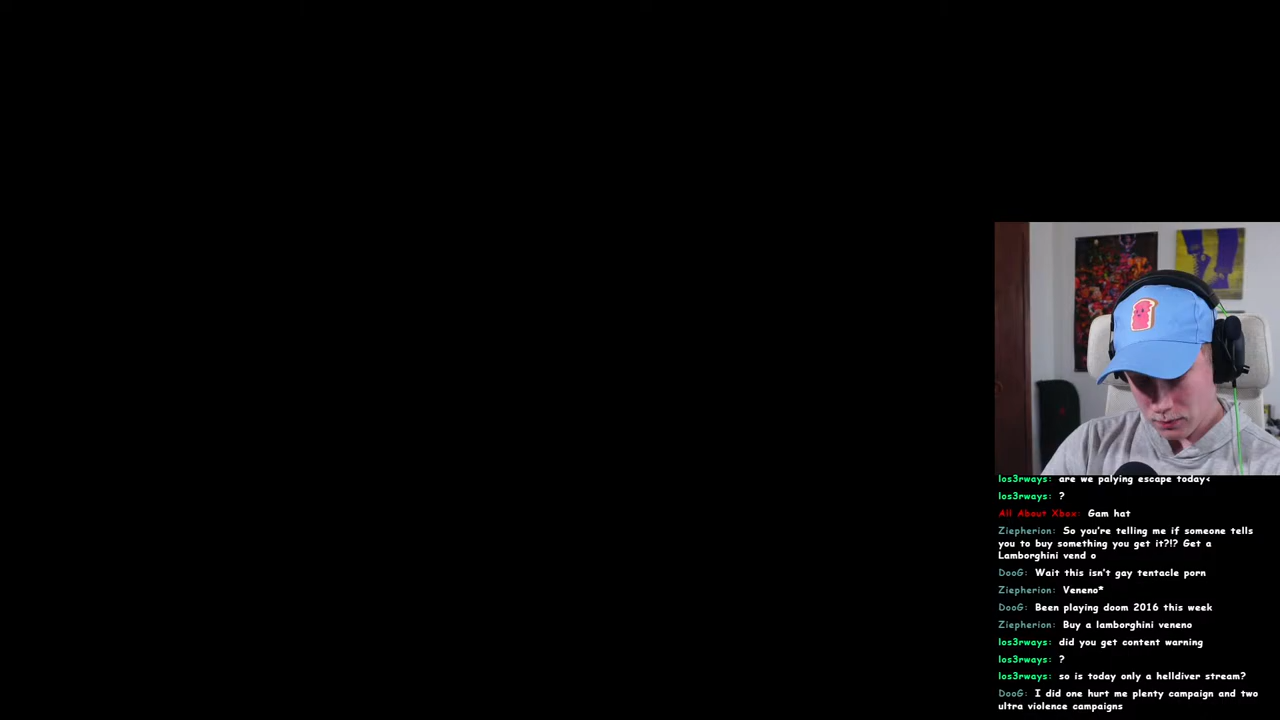 los3rways: are we palying escape today<
los3rways: ?
All About Xbox: Gam hat
Ziepherion: So you're telling me if someone tells
you to buy something you get it?!? Get a
Lamborghini vend o
DooG: Wait this isn't gay tentacle porn
Ziepherion: Veneno*
DooG: Been playing doom 2016 this week
Ziepherion: Buy a lamborghini veneno
los3rways: did you get content warning
los3rways: ?
los3rways: so is today only a helldiver stream?
DooG: I did one hurt me plenty campaign and two
ultra violence campaigns